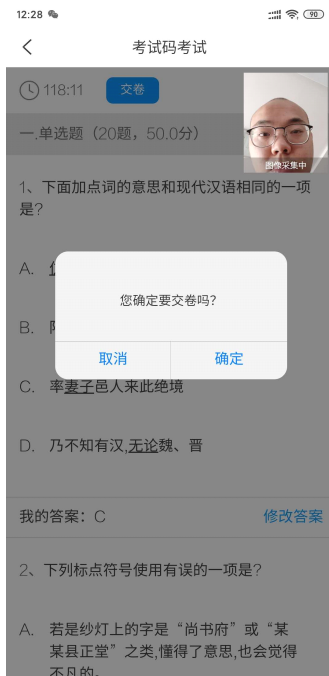 12:28
90
考试码考试
118:11
交卷
图像采集中
一.单选题（20题，50.0分）
1、下面加点词的意思和现代汉语相同的一项
是?
A.
您确定要交卷吗?
B.
取消
确定
C. 率妻子邑人来此绝境
D. 乃不知有汉,无论魏、晋
我的答案：C
修改答案
2、下列标点符号使用有误的一项是?
A. 若是纱灯上的字是“尚书府”或“某
某县正堂”之类,懂得了意思,也会觉得
不凡的。